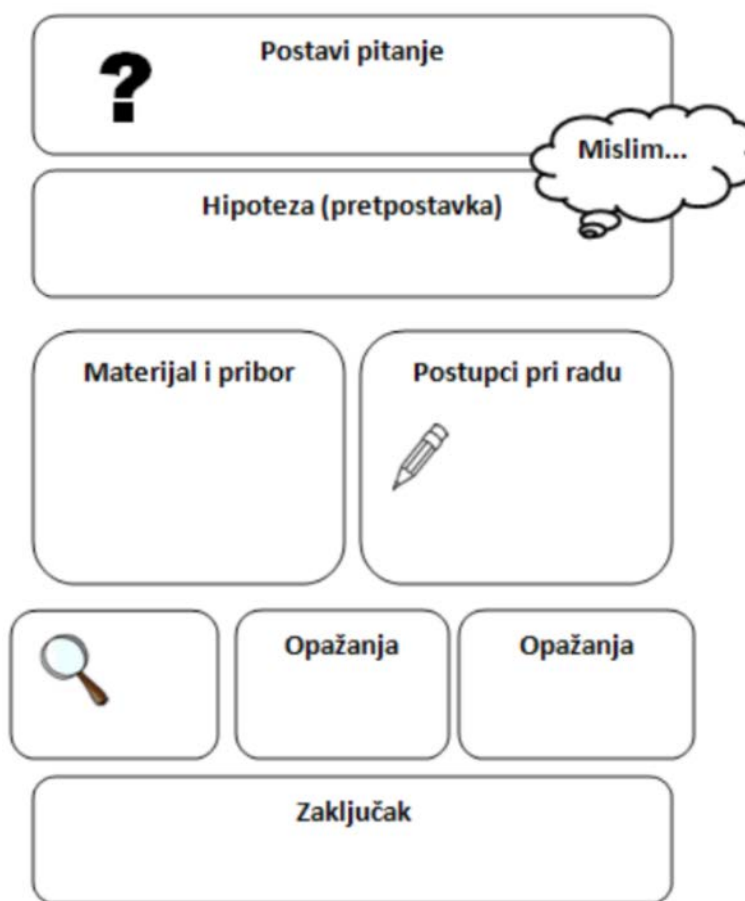 Postavi pitanje
Mislim...
Hipoteza (pretpostavka)
Materijal i pribor
Postupci pri radu
Opažanja
Opažanja
Zaključak